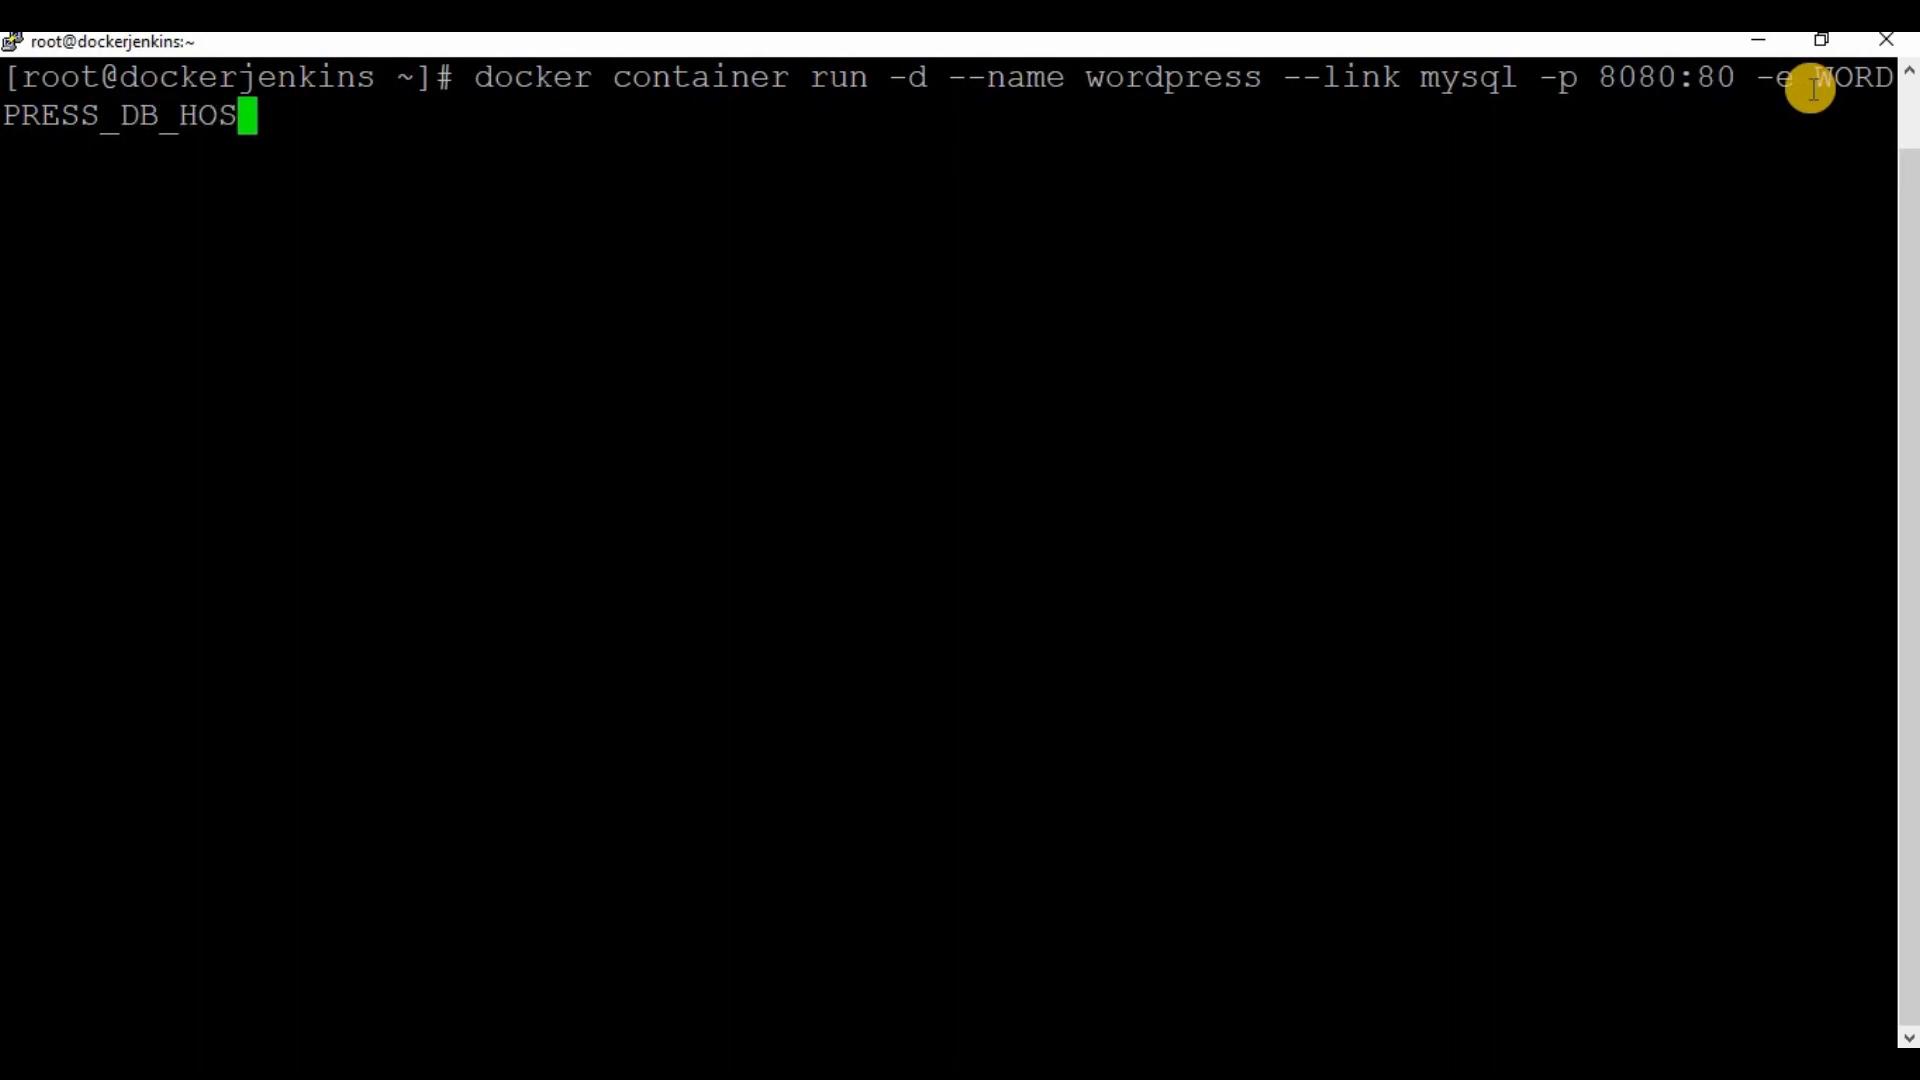 root@dockerjenkins:~
[root@dockerjenkins ~]# docker container run -d --name wordpress --link mysql -p 8080:80 -e WORD
PRESS_DB_HOS